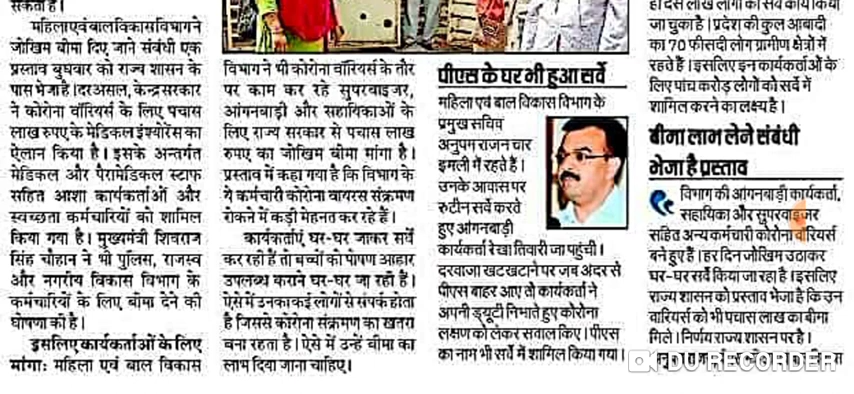 सकता है।
महिला एवं बाल विकास विभाग ने
जोखिम बीमा दिए जाने संबंधी एक
प्रस्ताव बुधवार को राज्य शासन के
पास भेजा है। दरअसल, केन्द्र सरकार
ने कोरोना वॉरियर्स के लिए पचास
लाख रुपए के मेडिकल इंश्योरेंस का
ऐलान किया है। इसके अन्तर्गत
मेडिकल और पैरामेडिकल स्टाफ
सहित आशा कार्यकर्ताओं और
स्वच्छता कर्मचारियों को शामिल
किया गया है। मुख्यमंत्री शिवराज
सिंह चौहान ने भी पुलिस, राजस्व
और नगरीय विकास विभाग के
कर्मचारियों के लिए बीमा देने की
घोषणा की है।
इसलिए कार्यकर्ताओं के लिए
मांगा: महिला एवं बाल विकास
विभाग ने भी कोरोना वॉरियर्स के तौर
पर काम कर रहे सुपरवाइजर,
आंगनबाड़ी और सहायिकाओं के
लिए राज्य सरकार से पचास लाख
रुपए का जोखिम बीमा मांगा है।
प्रस्ताव में कहा गया है कि विभाग के
ये कर्मचारी कोरोना वायरस संक्रमण
रोकने में कड़ी मेहनत कर रहे हैं।
कार्यकर्ताएं घर-घर जाकर सर्वे
कर रही हैं तो बच्चों को पोषण आहार
उपलब्ध कराने घर-घर जा रही हैं।
ऐसे में उनका कई लोगों से संपर्क होता
है जिससे कोरोना संक्रमण का खतरा
बना रहता है। ऐसे में उन्हें बीमा का
लाभ दिया जाना चाहिए।
पीएस के घर भी हुआ सर्वे
महिला एवं बाल विकास विभाग के
प्रमुख सचिव
अनुपम राजन चार
इमली में रहते हैं।
उनके आवास पर
रुटीन सर्वे करते
हुए आंगनबाड़ी
कार्यकर्ता रेखा तिवारी जा पहुंची।
दरवाजा खटखटाने पर जब अंदर से
पीएस बाहर आए तो कार्यकर्ता ने
अपनी ड्यूटी निभाते हुए कोरोना
लक्षण को लेकर सवाल किए। पीएस
का नाम भी सर्वे में शामिल किया गया।
ही दस लाख लोगों का सर्वे कार्य किया
जा चुका है। प्रदेश की कुल आबादी
का 70 फीसदी लोग ग्रामीण क्षेत्रों में
रहते हैं। इसलिए इन कार्यकर्ताओं के
लिए पांच करोड़ लोगों को सर्वे में
शामिल करने का लक्ष्य है।
बीमा लाभ लेने संबंधी
भेजा है प्रस्ताव
विभाग की आंगनबाड़ी कार्यकर्ता,
सहायिका और सुपरवाइजर
सहित अन्य कर्मचारी कोरोना वॉरियर्स
बने हुए हैं। हर दिन जोखिम उठाकर
घर-घर सर्वे किया जा रहा है। इसलिए
राज्य शासन को प्रस्ताव भेजा है कि उन
वारियर्स को भी पचास लाख का बीमा
मिले। निर्णय राज्य शासन पर है।
DU RECORDER